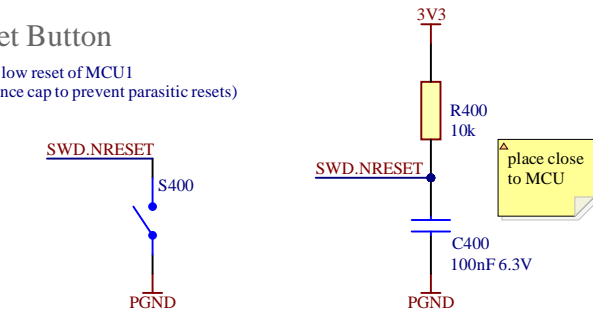 et Button
low reset of MCU1
nce cap to prevent parasitic resets)
SWD.NRESET
S400
PGND
3V3
R400
10k
SWD.NRESET
place close
to MCU
C400
100nF 6.3V
PGND